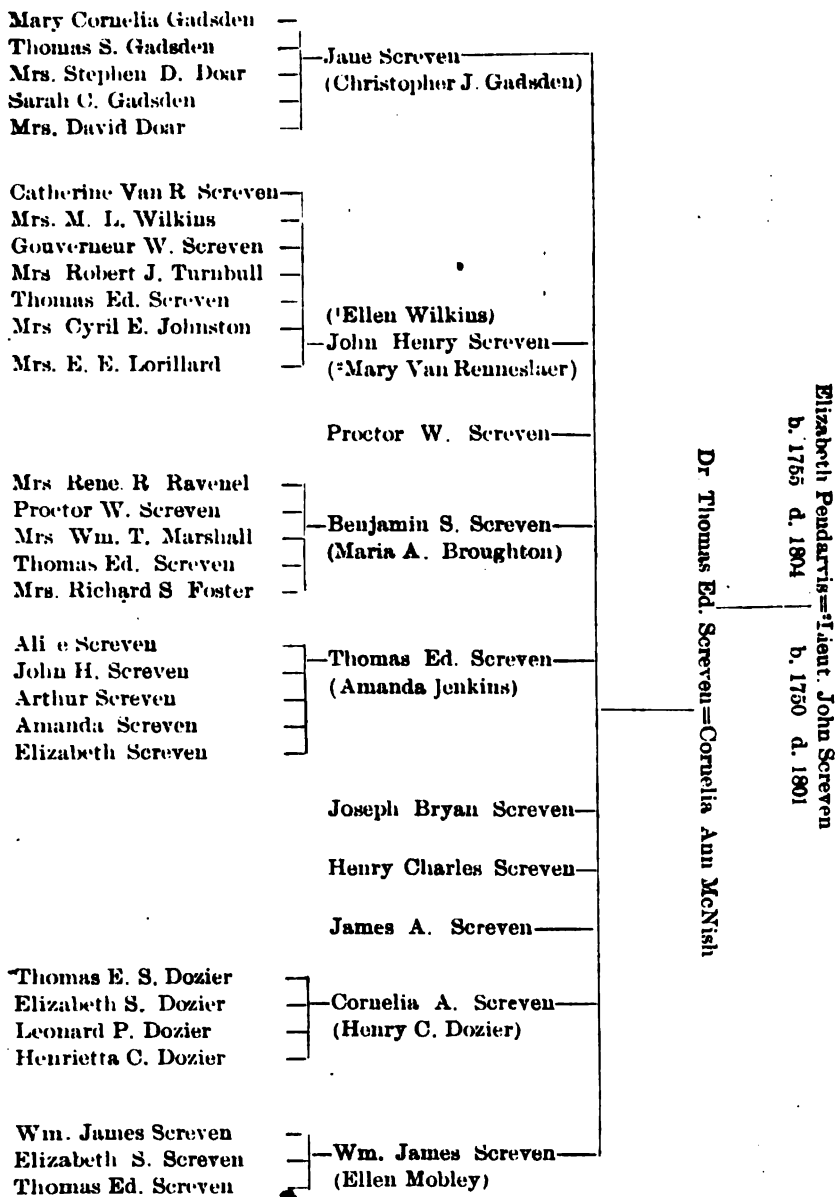 Mary Cornelia Gadsden
Thomas S. Gadsden
Mrs. Stephen D. Doar
Sarah C. Gadsden
Mrs. David Doar
Jane Screven
(Christopher J. Gadsden)
Catherine Van R Screven
Mrs. M. L. Wilkins
Gouverneur W. Screven
Mrs Robert J. Turnbull
Thomas Ed. Screven
Mrs Cyril E. Johnston
Mrs. E. E. Lorillard
(¹Ellen Wilkins)
John Henry Screven
(²Mary Van Renneslaer)
Proctor W. Screven
Mrs Rene. R Ravenel
Proctor W. Screven
Mrs Wm. T. Marshall
Thomas Ed. Screven
Mrs. Richard S Foster
Benjamin S. Screven
(Maria A. Broughton)
Ali e Screven
John H. Screven
Arthur Screven
Amanda Screven
Elizabeth Screven
Thomas Ed. Screven
(Amanda Jenkins)
Joseph Bryan Screven
Henry Charles Screven
James A. Screven
Thomas E. S. Dozier
Elizabeth S. Dozier
Leonard P. Dozier
Henrietta C. Dozier
Cornelia A. Screven
(Henry C. Dozier)
Wm. James Screven
Elizabeth S. Screven
Thomas Ed. Screven
Wm. James Screven
(Ellen Mobley)
Dr Thomas Ed. Screven=Cornelia Ann McNish
Elizabeth Pendarvis=²Lieut. John Screven
b. 1755 d. 1804 b. 1750 d. 1801